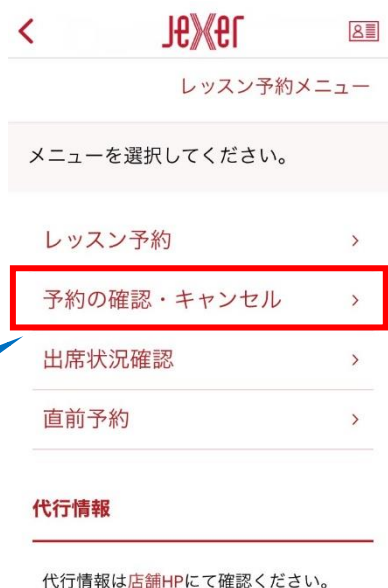 Jexer
レッスン予約メニュー
メニューを選択してください。
レッスン予約
予約の確認・キャンセル
出席状況確認
直前予約
代行情報
代行情報は店舗HPにて確認ください。